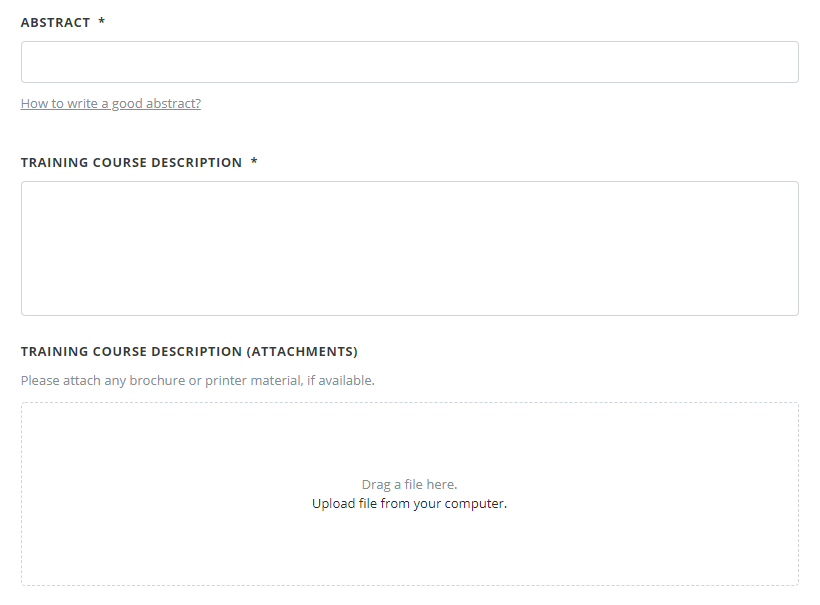 ABSTRACT *
How to write a good abstract?
TRAINING COURSE DESCRIPTION *
TRAINING COURSE DESCRIPTION (ATTACHMENTS)
Please attach any brochure or printer material, if available.
Drag a file here.
Upload file from your computer.